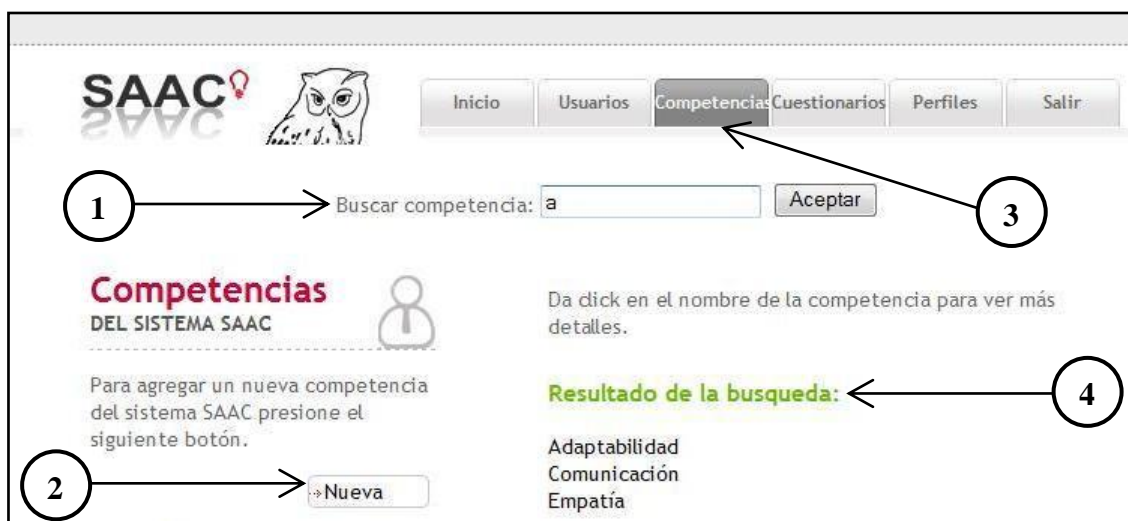 SAAC
Inicio
Usuarios
Competencias
Cuestionarios
Perfiles
Salir
1
Buscar competencia: a
Aceptar
3
Competencias
DEL SISTEMA SAAC
Da click en el nombre de la competencia para ver más
detalles.
Para agregar un nueva competencia
del sistema SAAC presione el
siguiente botón.
Resultado de la busqueda:
4
Adaptabilidad
Comunicación
Empatía
2
Nueva